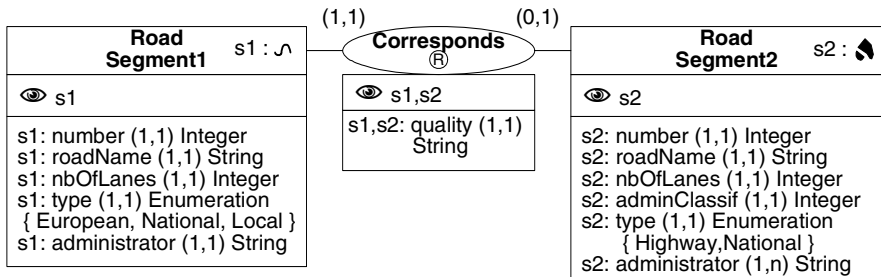 (1,1)
(0,1)
Road
Segment1
s1 :
s1
s1: number (1,1) Integer
s1: roadName (1,1) String
s1: nbOfLanes (1,1) Integer
s1: type (1,1) Enumeration
{ European, National, Local }
s1: administrator (1,1) String
Corresponds
R
s1,s2
s1,s2: quality (1,1)
String
Road
Segment2
s2 :
s2
s2: number (1,1) Integer
s2: roadName (1,1) String
s2: nbOfLanes (1,1) Integer
s2: adminClassif (1,1) Integer
s2: type (1,1) Enumeration
{ Highway,National }
s2: administrator (1,n) String